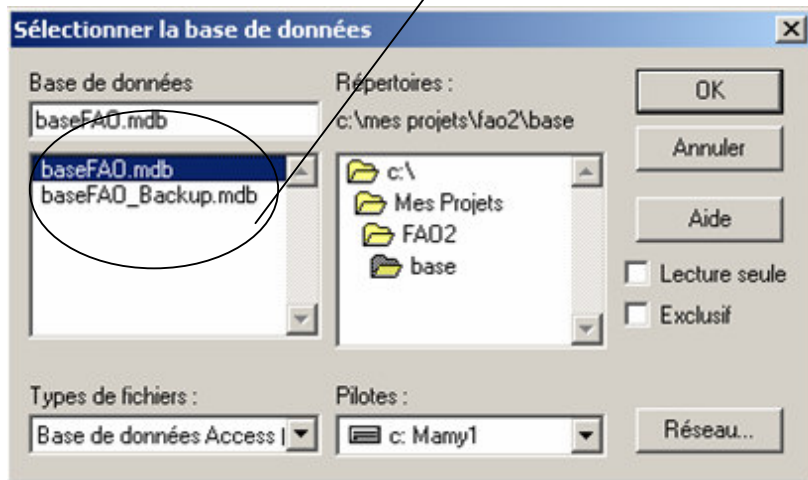 Sélectionner la base de données
Base de données
baseFAO.mdb
baseFAO.mdb
baseFAO_Backup.mdb
Répertoires :
c:\mes projets\fao2\base
c:\
Mes Projets
FAO2
base
OK
Annuler
Aide
Lecture seule
Exclusif
Types de fichiers :
Base de données Access (
Pilotes :
c: Mamy1
Réseau...